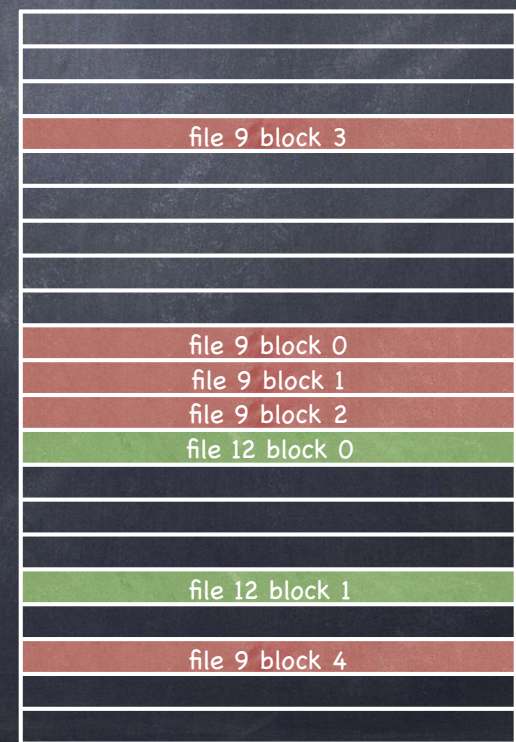 file 9 block 3
file 9 block 0
file 9 block 1
file 9 block 2
file 12 block 0
file 12 block 1
file 9 block 4